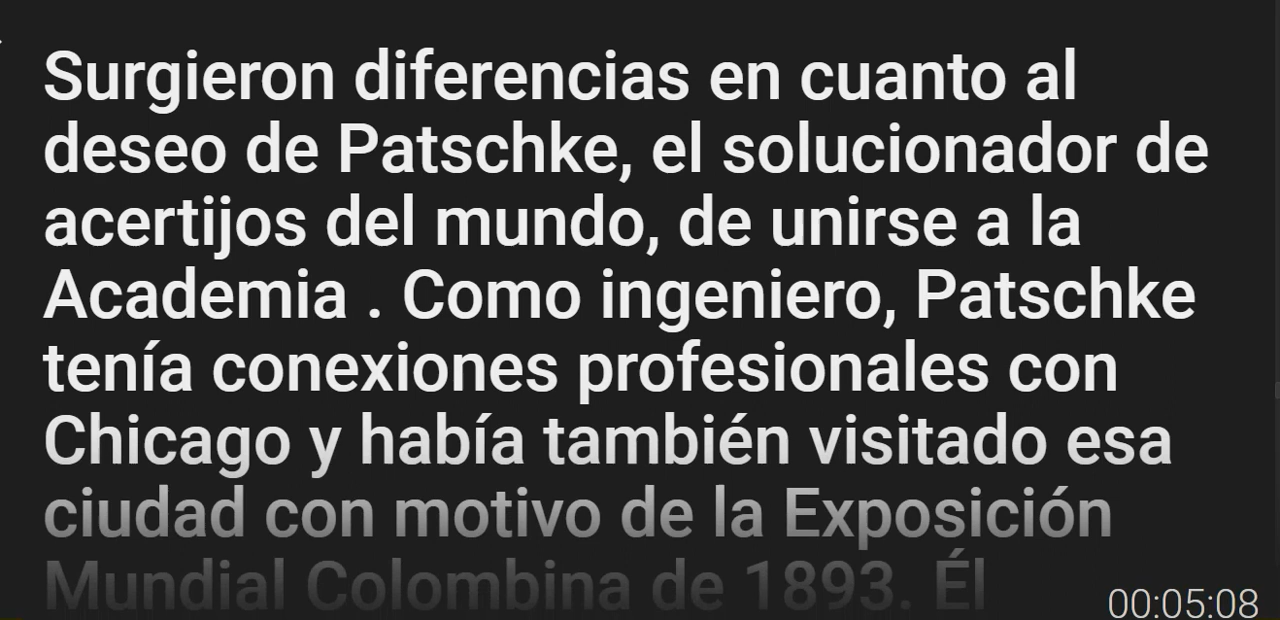 Surgieron diferencias en cuanto al
deseo de Patschke, el solucionador de
acertijos del mundo, de unirse a la
Academia . Como ingeniero, Patschke
tenía conexiones profesionales con
Chicago y había también visitado esa
ciudad con motivo de la Exposición
Mundial Colombina de 1893. Él
00:05:08